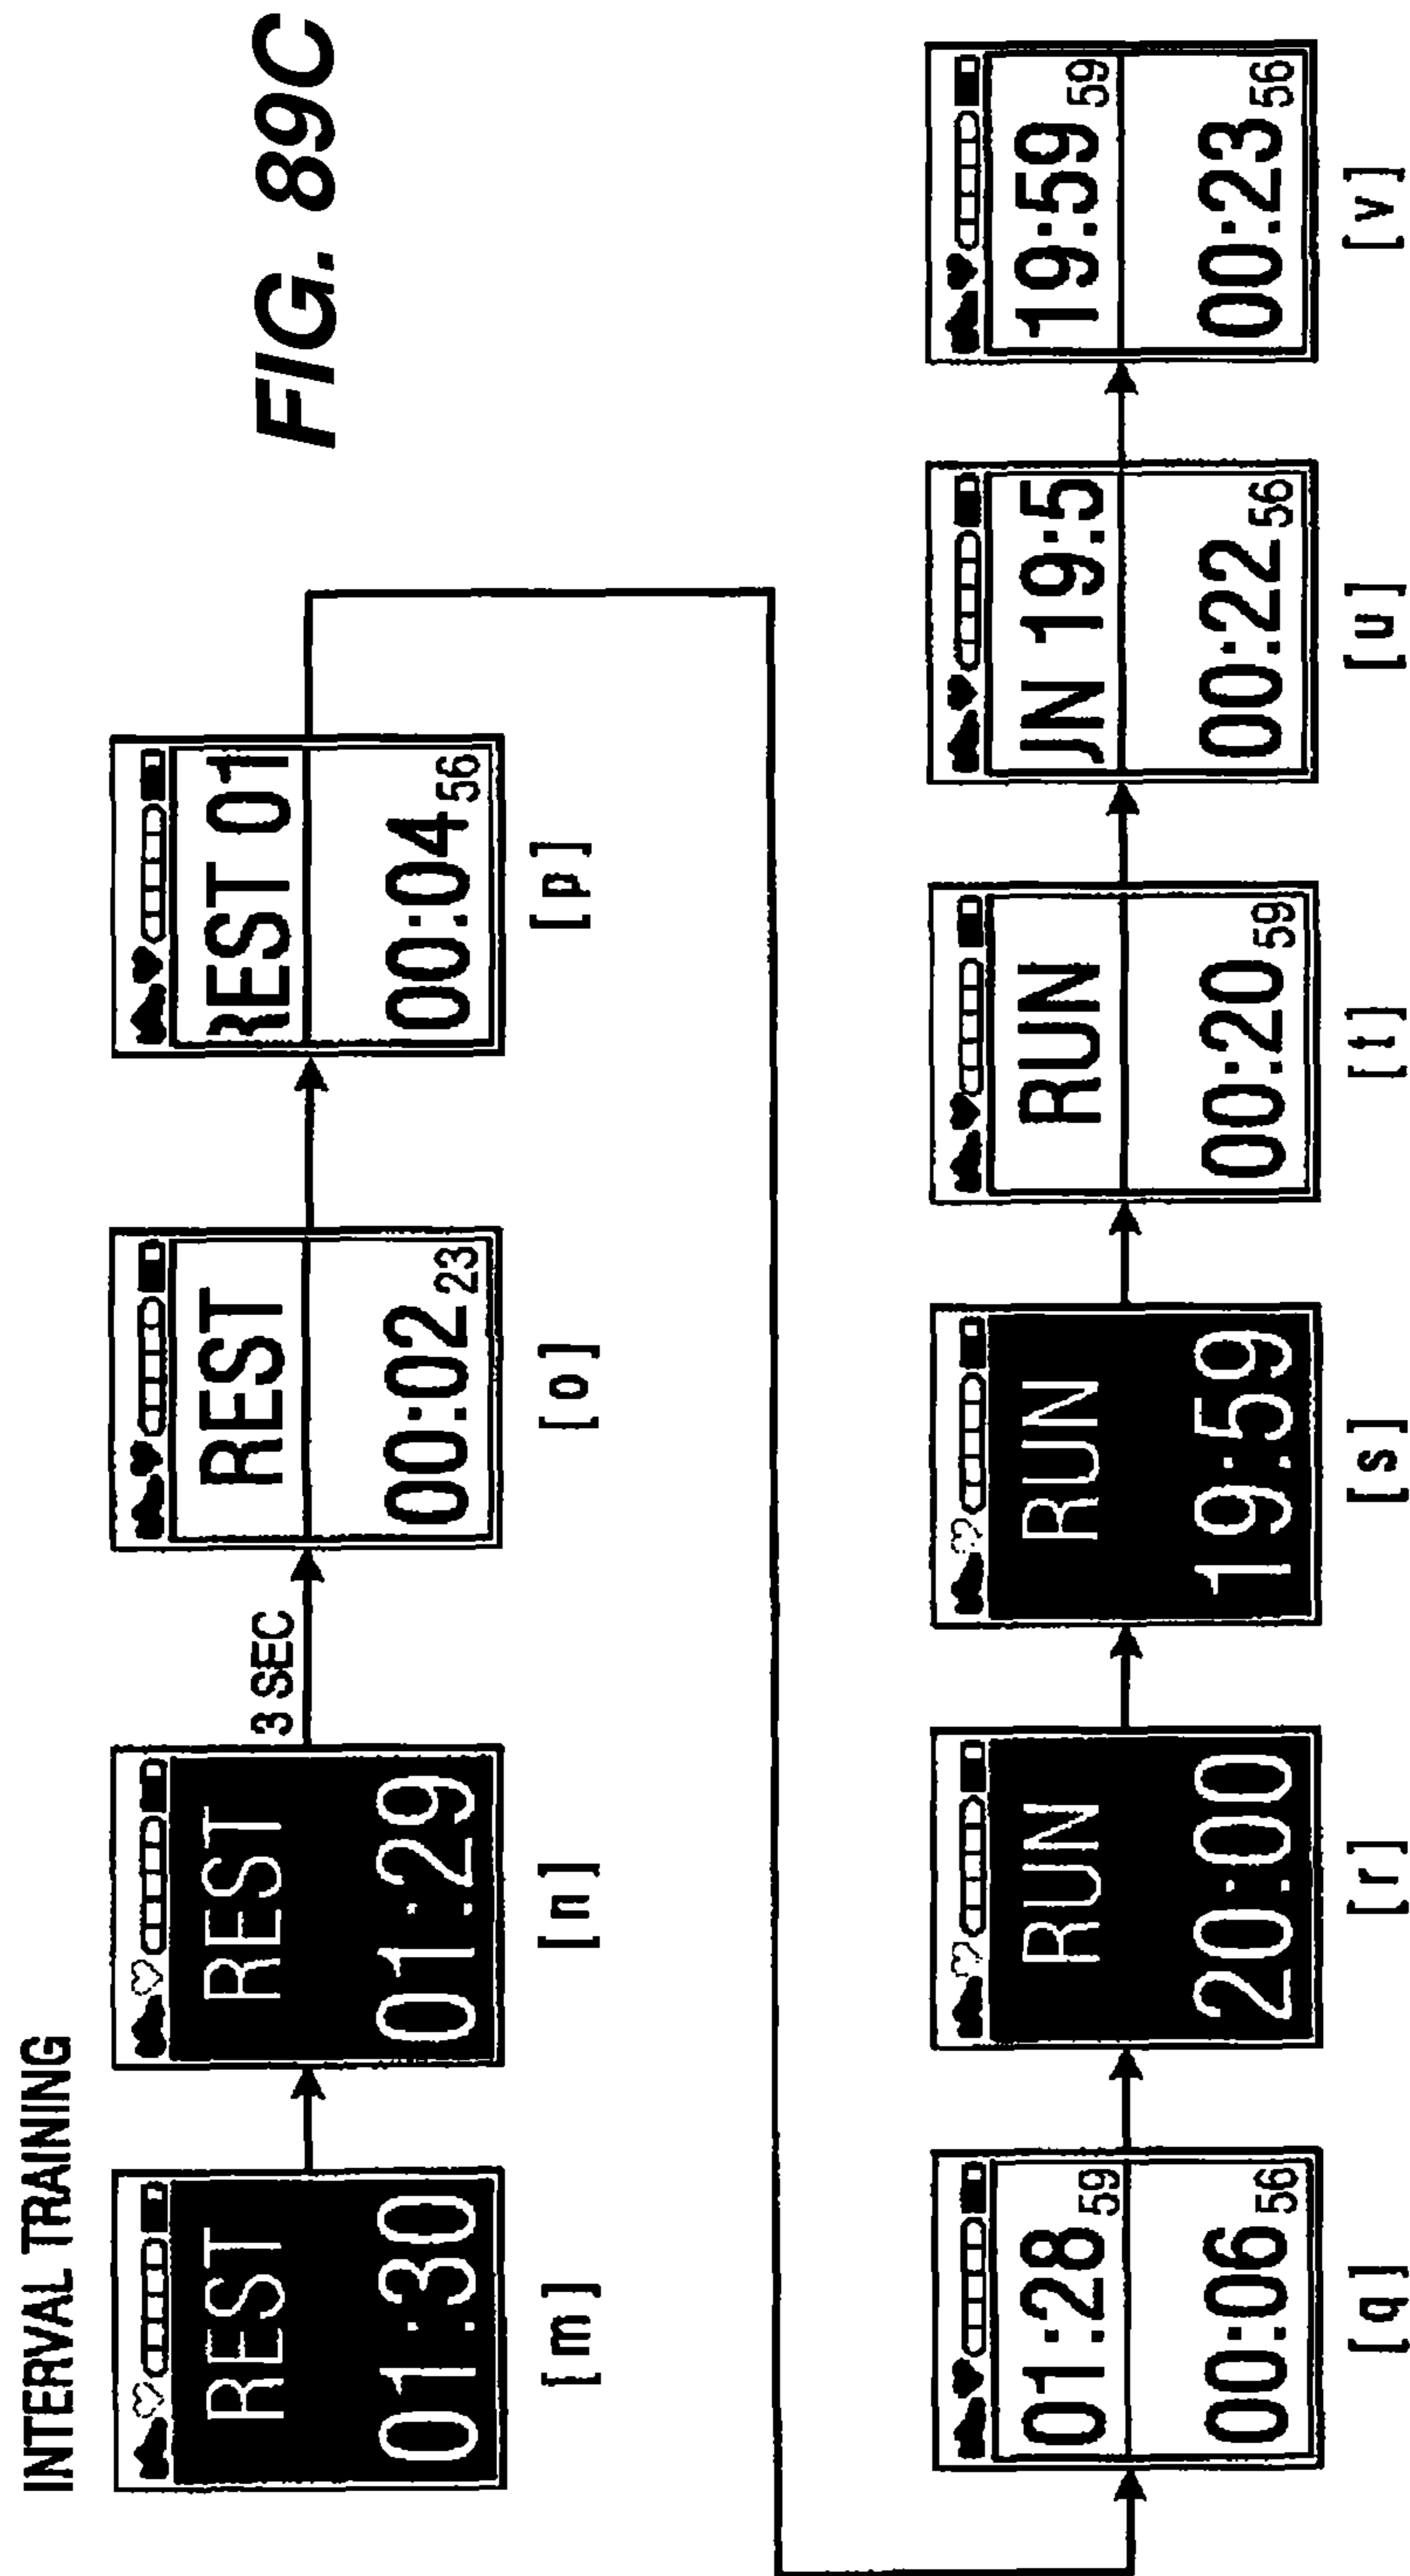 INTERVAL TRAINING
FIG. 89C
REST
01:30
[m]
REST
01:29
[n]
3 SEC
REST
00:02 23
[o]
REST 01
00:04 56
[p]
01:28 59
00:06 56
[q]
RUN
20:00
[r]
RUN
19:59
[s]
RUN
00:20 59
[t]
UN 19:5
00:22 56
[u]
19:59 59
00:23 56
[v]